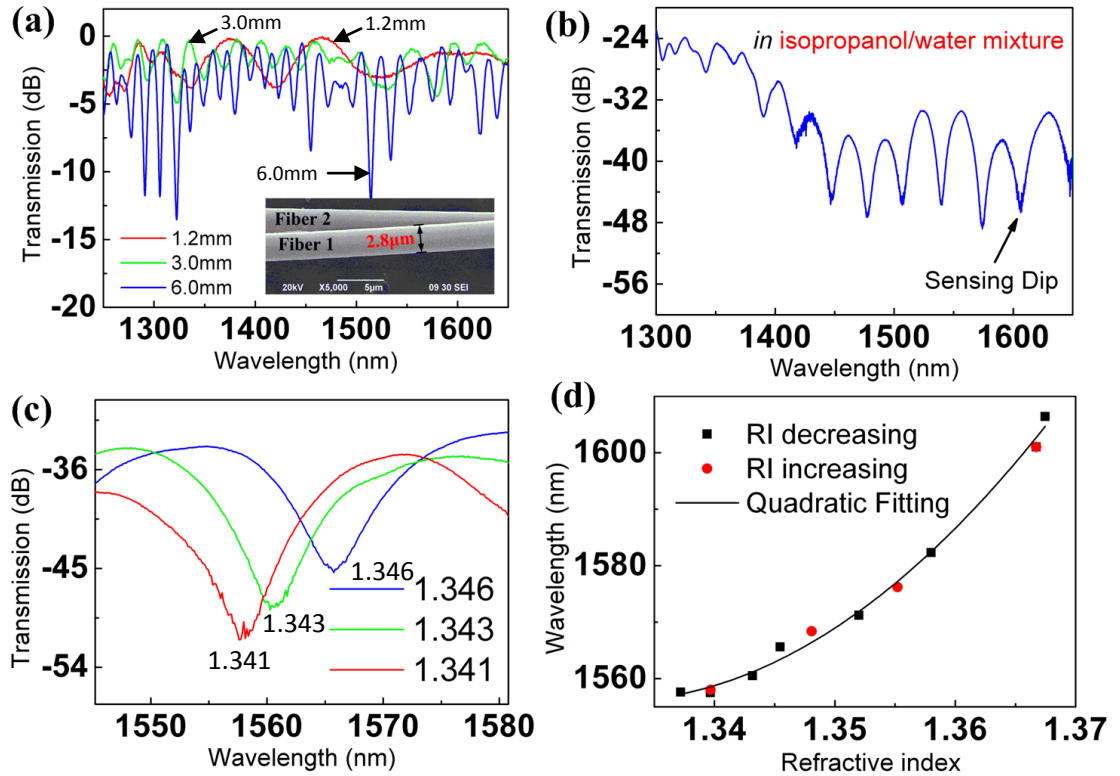 (a)
3.0mm
1.2mm
0
-5
-10
-15
-20
Transmission (dB)
6.0mm
1.2mm
3.0mm
6.0mm
Fiber 2
Fiber 1
2.8μm
20kV X5,000 5μm 09 30 SEI
1300 1400 1500 1600
Wavelength (nm)
(b)
in isopropanol/water mixture
-24
-32
-40
-48
-56
Transmission (dB)
Sensing Dip
1300 1400 1500 1600
Wavelength (nm)
(c)
-36
-45
-54
Transmission (dB)
1.346
1.343
1.341
1.346
1.343
1.341
1550 1560 1570 1580
Wavelength (nm)
(d)
RI decreasing
RI increasing
Quadratic Fitting
1600
1580
1560
Wavelength (nm)
1.34 1.35 1.36 1.37
Refractive index